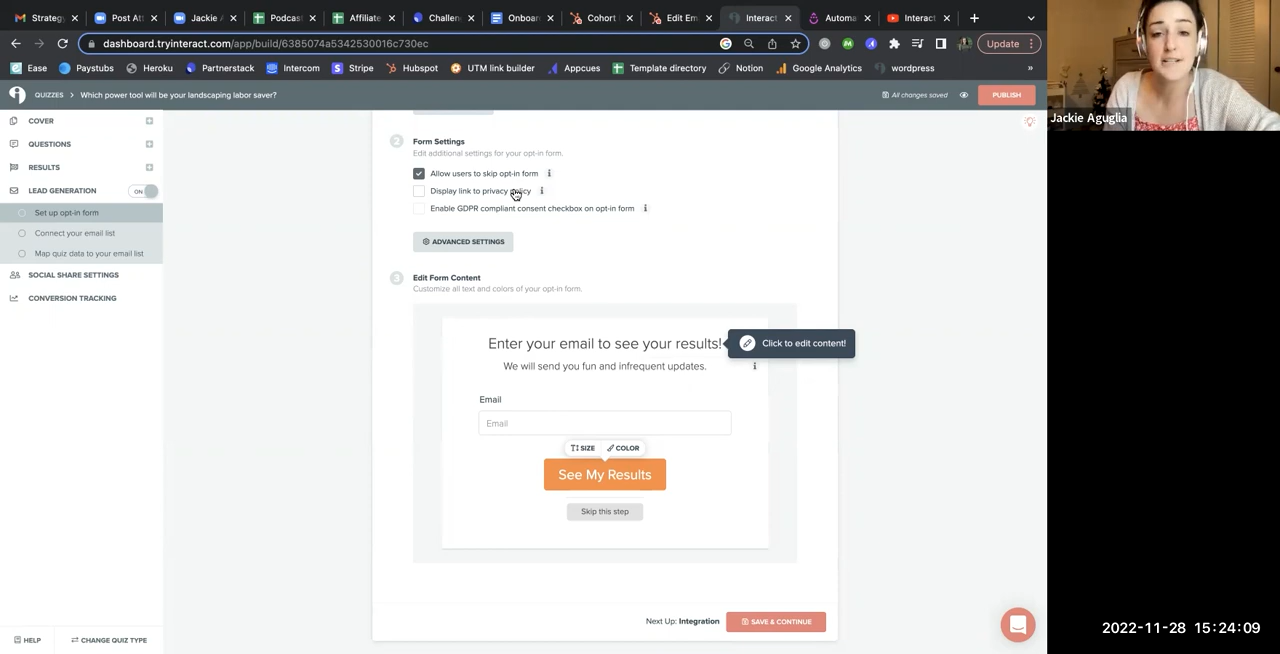 Strategy
Post At
Jackie A
Podcas
Affiliate
Challen
Onboar
Cohort
Edit Em
Interact
Automa
Interact
dashboard.tryinteract.com/app/build/6385074a5342530016c730ec
Update
Ease
Paystubs
Heroku
Partnerstack
Intercom
Stripe
Hubspot
UTM link builder
Appcues
Template directory
Notion
Google Analytics
wordpress
»
QUIZZES > Which power tool will be your landscaping labor saver?
All changes saved
PUBLISH
Jackie Aguglia
COVER
QUESTIONS
RESULTS
LEAD GENERATION
ON
Set up opt-in form
Connect your email list
Map quiz data to your email list
SOCIAL SHARE SETTINGS
CONVERSION TRACKING
2
Form Settings
Edit additional settings for your opt-in form.
Allow users to skip opt-in form
Display link to privacy policy
Enable GDPR compliant consent checkbox on opt-in form
ADVANCED SETTINGS
3
Edit Form Content
Customize all text and colors of your opt-in form.
Enter your email to see your results!
Click to edit content!
We will send you fun and infrequent updates.
Email
Email
SIZE
COLOR
See My Results
Skip this step
Next Up: Integration
SAVE & CONTINUE
HELP
CHANGE QUIZ TYPE
2022-11-28 15:24:09